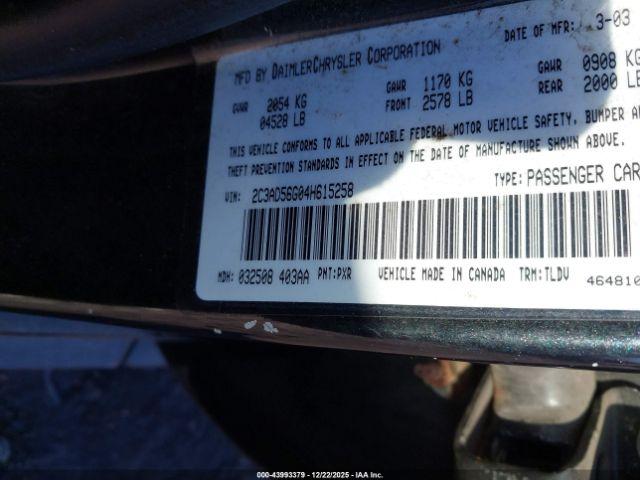 MFD BY DAIMLERCHRYSLER CORPORATION DATE OF MFR: 3-03
GVWR 2054 KG GAWR 1170 KG GAWR 0908 KG
04528 LB FRONT 2578 LB REAR 2000 LB
THIS VEHICLE CONFORMS TO ALL APPLICABLE FEDERAL MOTOR VEHICLE SAFETY, BUMPER
THEFT PREVENTION STANDARDS IN EFFECT ON THE DATE OF MANUFACTURE SHOWN ABOVE.
VIN: 2C3AD56G04H615258 TYPE: PASSENGER CAR
MDH: 032508 403AA PNT: PXR VEHICLE MADE IN CANADA TRM: TLDV
464810
000-43993379 - 12/22/2025 - IAA Inc.